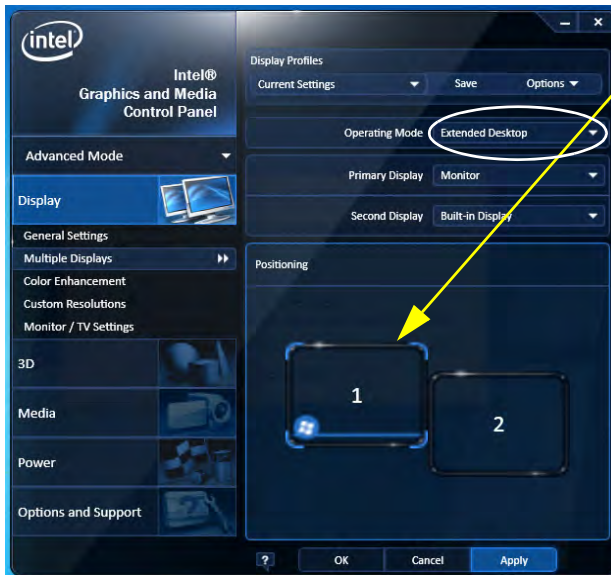 intel
Intel®
Graphics and Media
Control Panel
Advanced Mode
Display
General Settings
Multiple Displays
Color Enhancement
Custom Resolutions
Monitor / TV Settings
3D
Media
Power
Options and Support
Display Profiles
Current Settings
Save
Options
Operating Mode Extended Desktop
Primary Display Monitor
Second Display Built-in Display
Positioning
1
2
? OK Cancel Apply